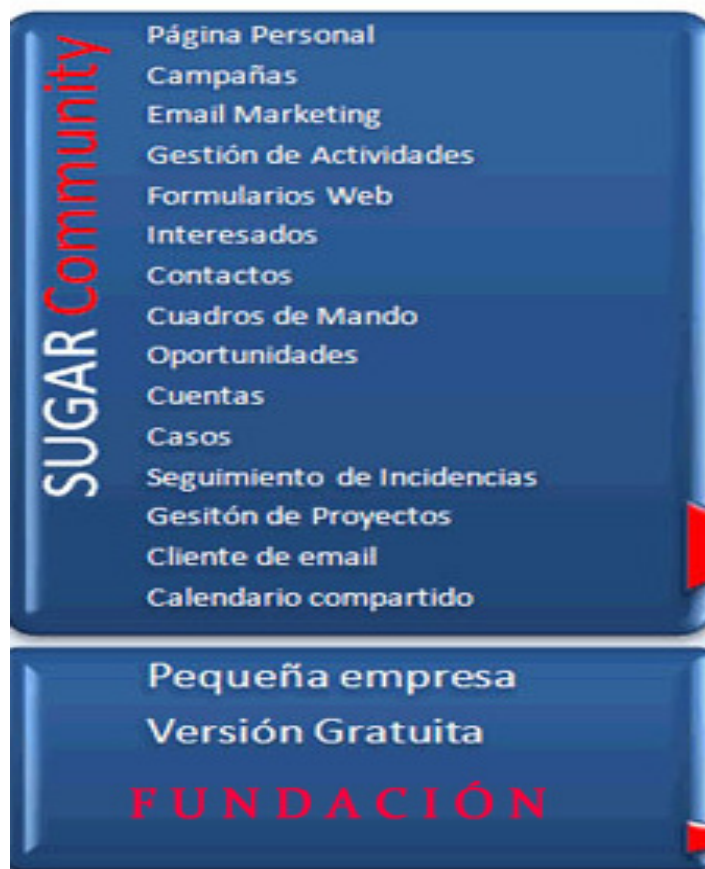 SUGAR Community
Página Personal
Campañas
Email Marketing
Gestión de Actividades
Formularios Web
Interesados
Contactos
Cuadros de Mando
Oportunidades
Cuentas
Casos
Seguimiento de Incidencias
Gesitón de Proyectos
Cliente de email
Calendario compartido
Pequeña empresa
Versión Gratuita
FUNDACIÓN